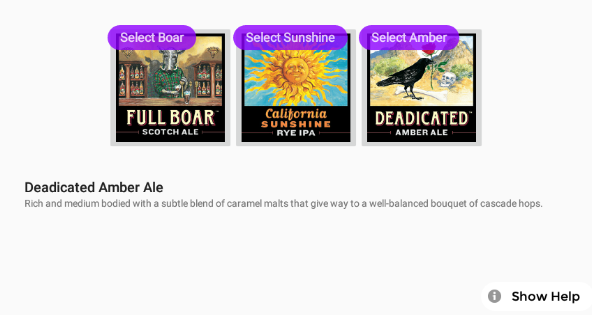 Select Boar
Select Sunshine
Select Amber
FULL BOAR
SCOTCH ALE
California
SUNSHINE
RYE IPA
DEADICATED
AMBER ALE
Deadicated Amber Ale
Rich and medium bodied with a subtle blend of caramel malts that give way to a well-balanced bouquet of cascade hops.
Show Help